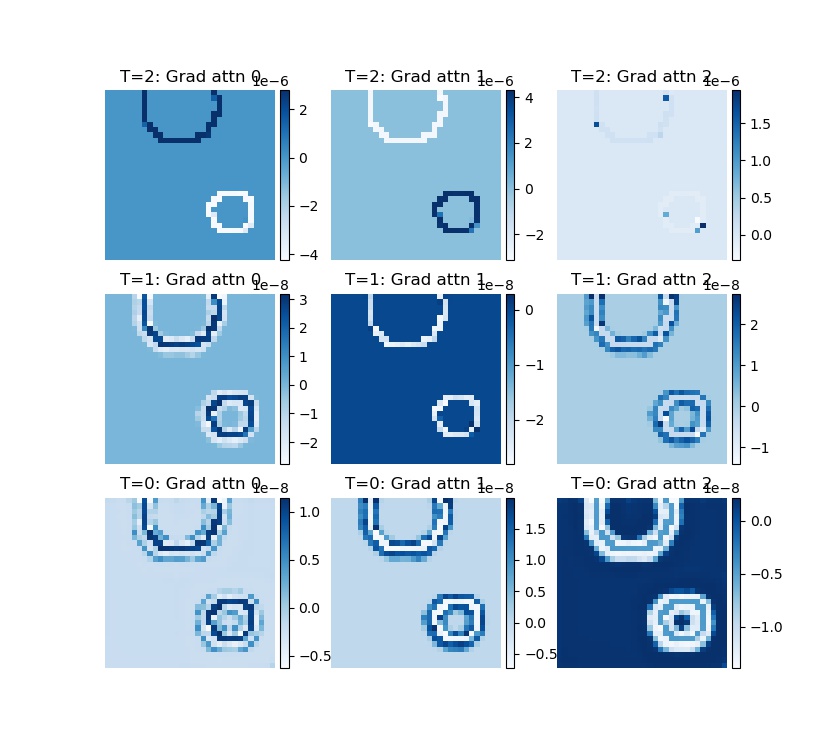 T=2: Grad attn 0 1e−6 T=2: Grad attn 1 1e−6 T=2: Grad attn 2 1e−6
2 4 1.5
0 2 1.0
−2 0 0.5
−4 −2 0.0
T=1: Grad attn 0 1e−8 T=1: Grad attn 1 1e−8 T=1: Grad attn 2 1e−8
3 0 2
2 −1 1
1 −2 0
0 −1
−1
−2
T=0: Grad attn 0 1e−8 T=0: Grad attn 1 1e−8 T=0: Grad attn 2 1e−8
1.0 1.5 0.0
0.5 1.0 −0.5
0.0 0.5 −1.0
−0.5 0.0
−0.5